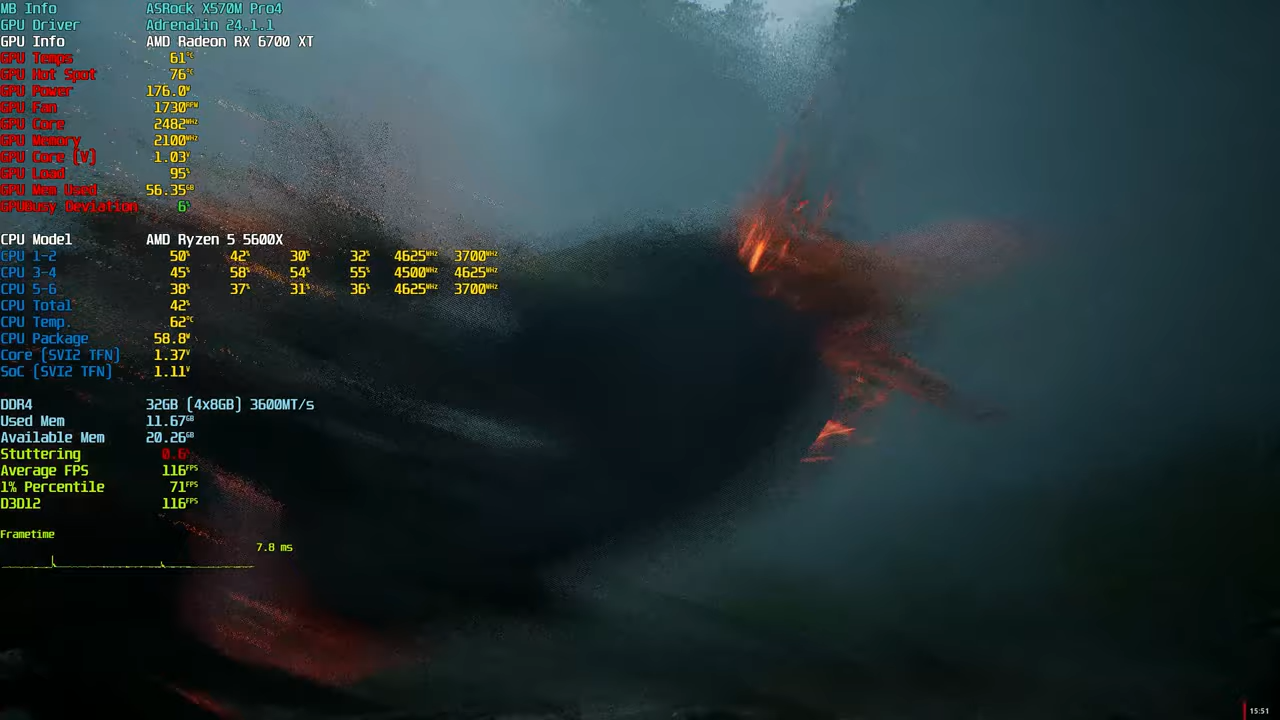 MB Info ASRock X570M Pro4
GPU Driver Adrenalin 24.1.1
GPU Info AMD Radeon RX 6700 XT
GPU Temps 61°C
GPU Hot Spot 76°C
GPU Power 176.0W
GPU Fan 1730RPM
GPU Core 2482MHz
GPU Memory 2100MHz
GPU Core (V) 1.03V
GPU Load 95%
GPU Mem Used 56.35GB
GPUBusy Deviation 6%
CPU Model AMD Ryzen 5 5600X
CPU 1-2 50% 42% 30% 32% 4625MHz 3700MHz
CPU 3-4 45% 58% 54% 55% 4500MHz 4625MHz
CPU 5-6 38% 37% 31% 36% 4625MHz 3700MHz
CPU Total 42%
CPU Temp. 62°C
CPU Package 58.8W
Core (SVI2 TFN) 1.37V
SoC (SVI2 TFN) 1.11V
DDR4 32GB (4x8GB) 3600MT/s
Used Mem 11.67GB
Available Mem 20.26GB
Stuttering 0.6%
Average FPS 116FPS
1% Percentile 71FPS
D3D12 116FPS
Frametime
7.8 ms
15:51